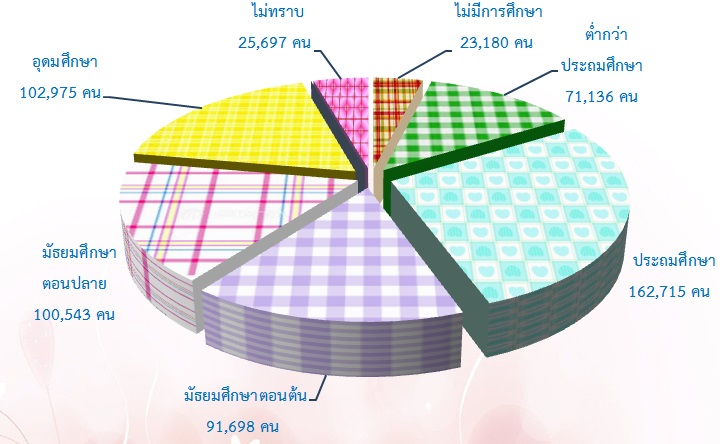 ไม่ทราบ
25,697 คน
ไม่มีการศึกษา
23,180 คน
ต่ำกว่า
ประถมศึกษา
71,136 คน
อุดมศึกษา
102,975 คน
ประถมศึกษา
162,715 คน
มัธยมศึกษา
ตอนปลาย
100,543 คน
มัธยมศึกษาตอนต้น
91,698 คน